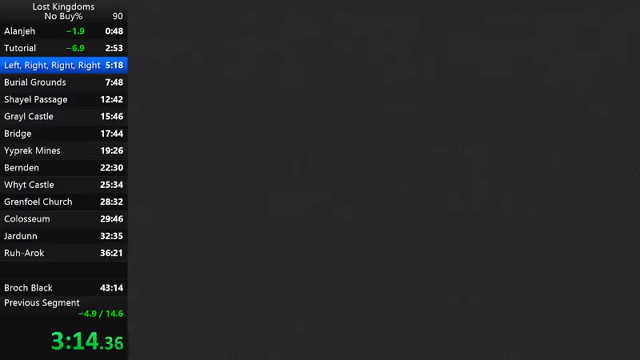 Lost Kingdoms
No Buy% 90
Alanjeh −1.9 0:48
Tutorial −6.9 2:53
Left, Right, Right, Right 5:18
Burial Grounds 7:48
Shayel Passage 12:42
Grayl Castle 15:46
Bridge 17:44
Yyprek Mines 19:26
Bernden 22:30
Whyt Castle 25:34
Grenfoel Church 28:32
Colosseum 29:46
Jardunn 32:35
Ruh-Arok 36:21
Broch Black 43:14
Previous Segment
−4.9 / 14.6
3:14.36